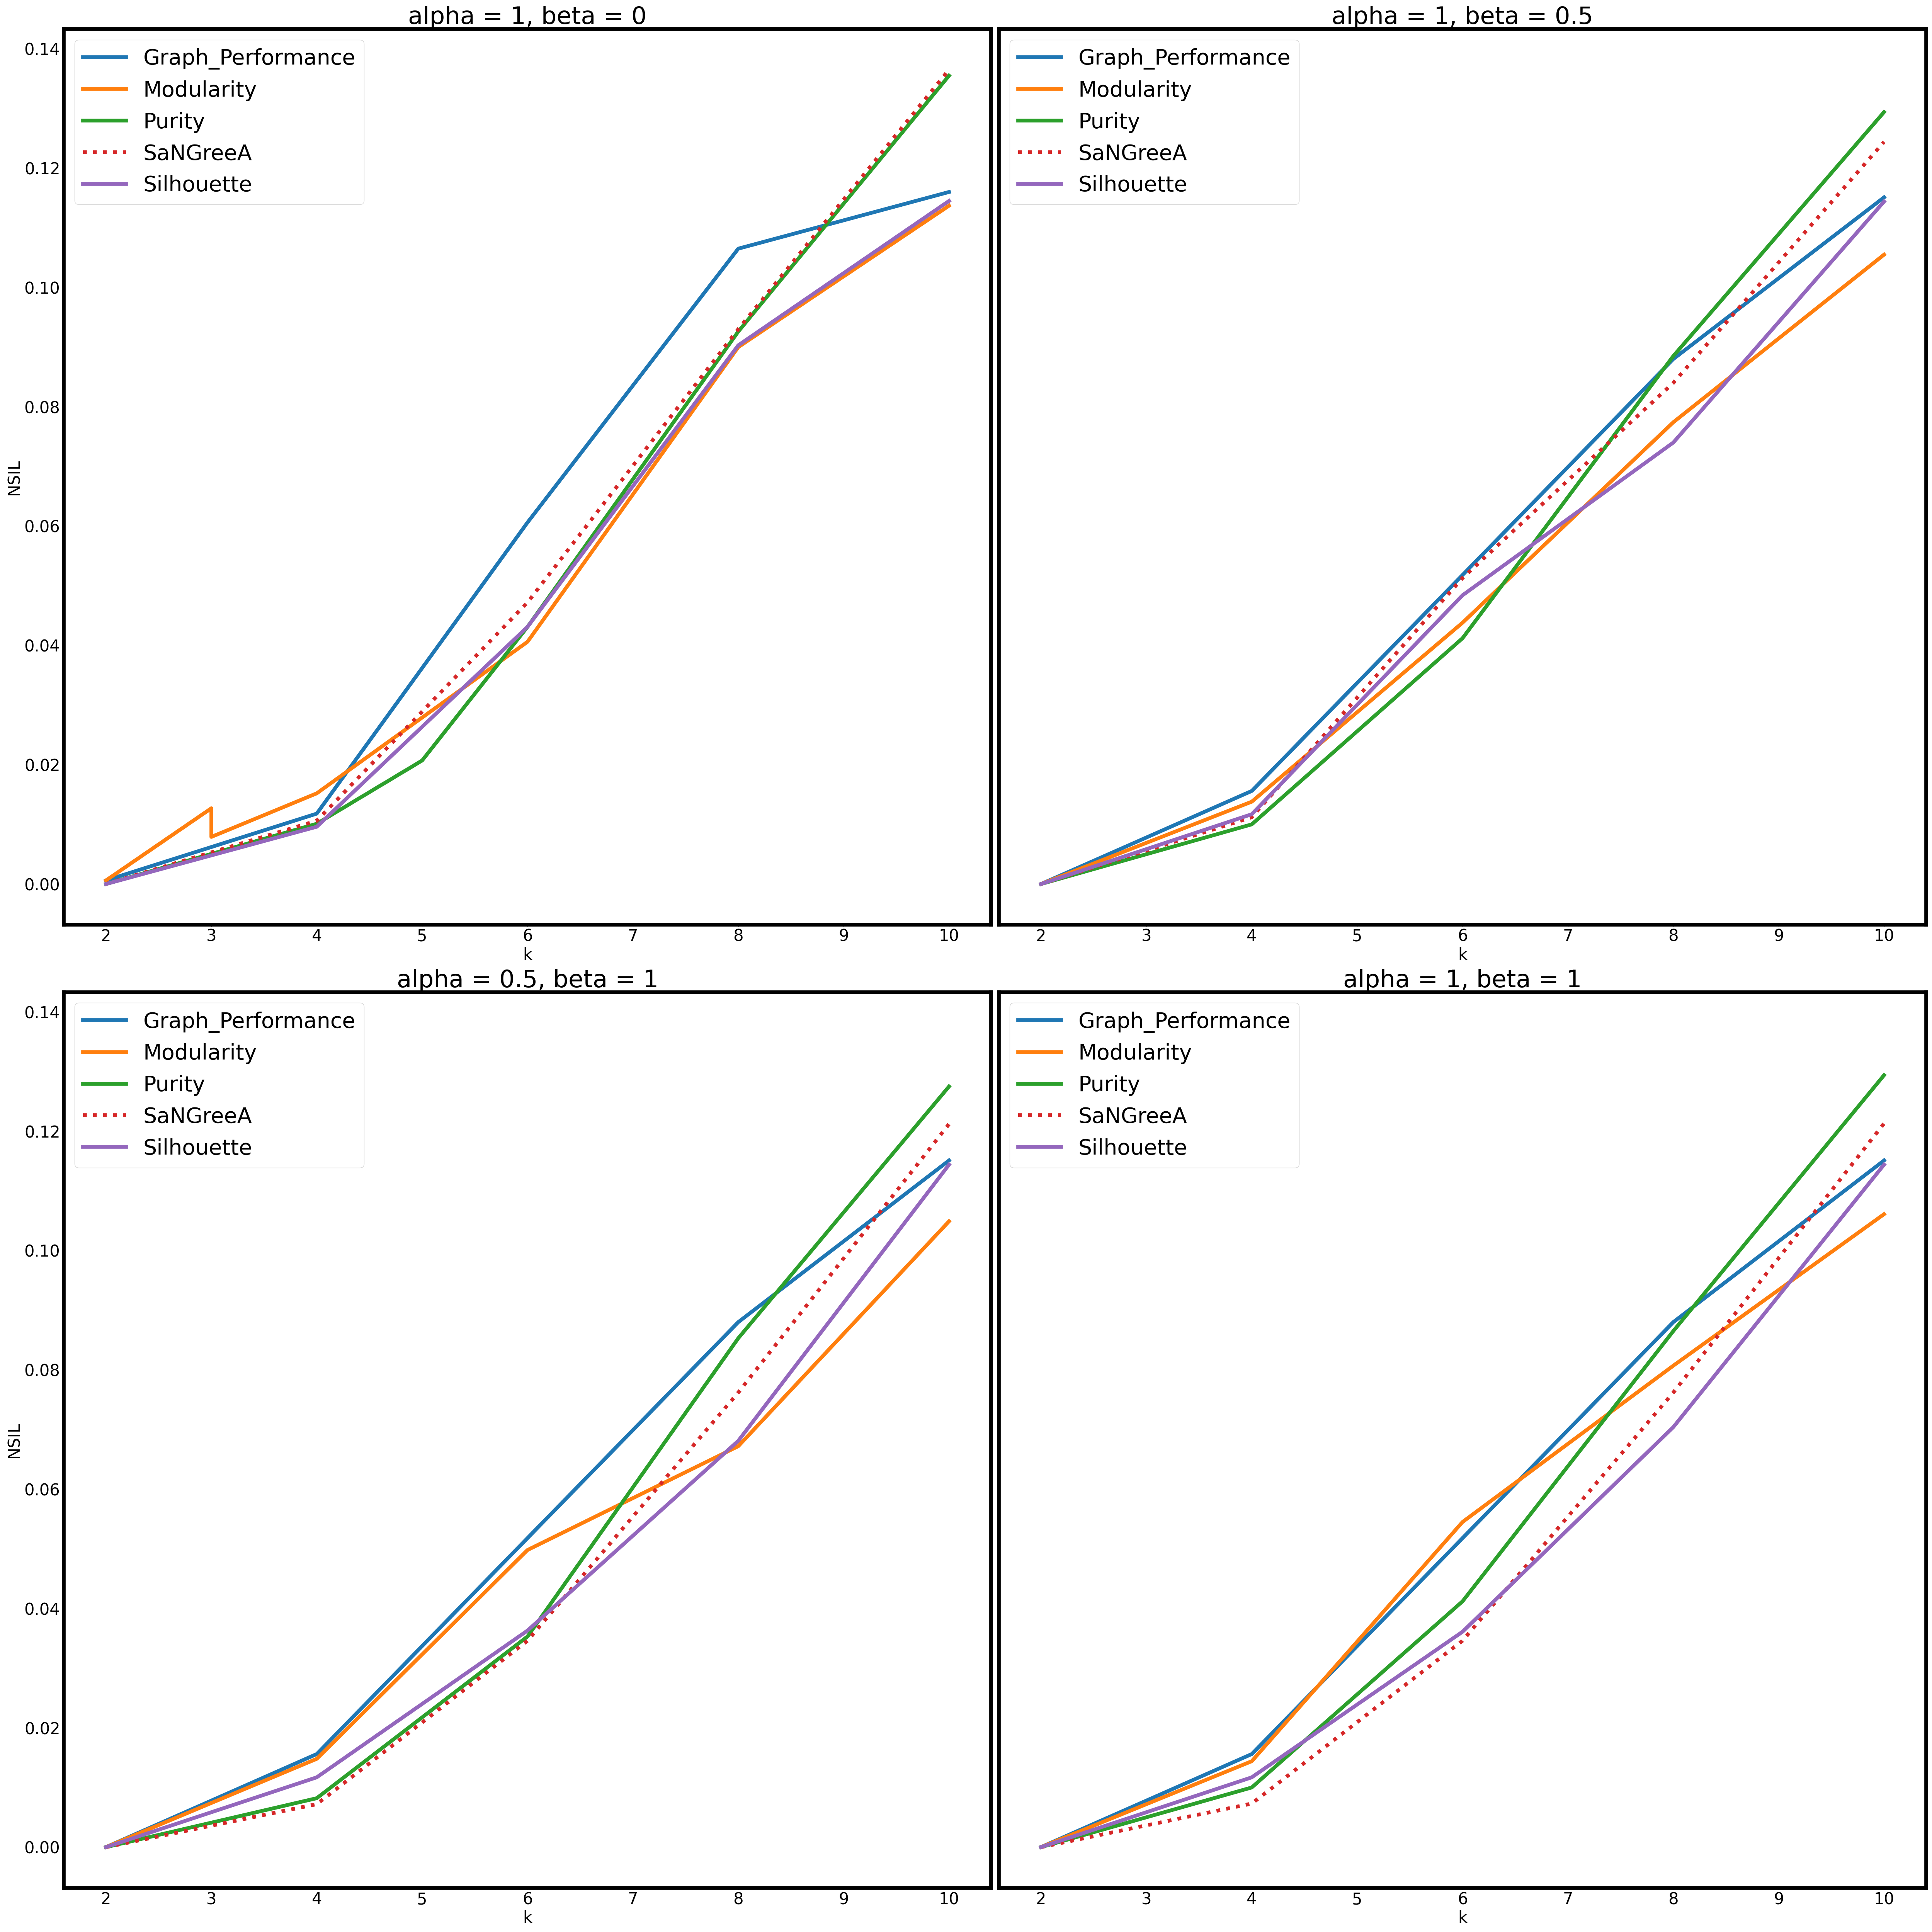 alpha = 1, beta = 0
0.14
0.12
0.10
0.08
0.06
0.04
0.02
0.00
NSIL
Graph_Performance
Modularity
Purity
SaNGreeA
Silhouette
2 3 4 5 6 7 8 9 10
k
alpha = 1, beta = 0.5
Graph_Performance
Modularity
Purity
SaNGreeA
Silhouette
2 3 4 5 6 7 8 9 10
k
alpha = 0.5, beta = 1
0.14
0.12
0.10
0.08
0.06
0.04
0.02
0.00
NSIL
Graph_Performance
Modularity
Purity
SaNGreeA
Silhouette
2 3 4 5 6 7 8 9 10
k
alpha = 1, beta = 1
Graph_Performance
Modularity
Purity
SaNGreeA
Silhouette
2 3 4 5 6 7 8 9 10
k